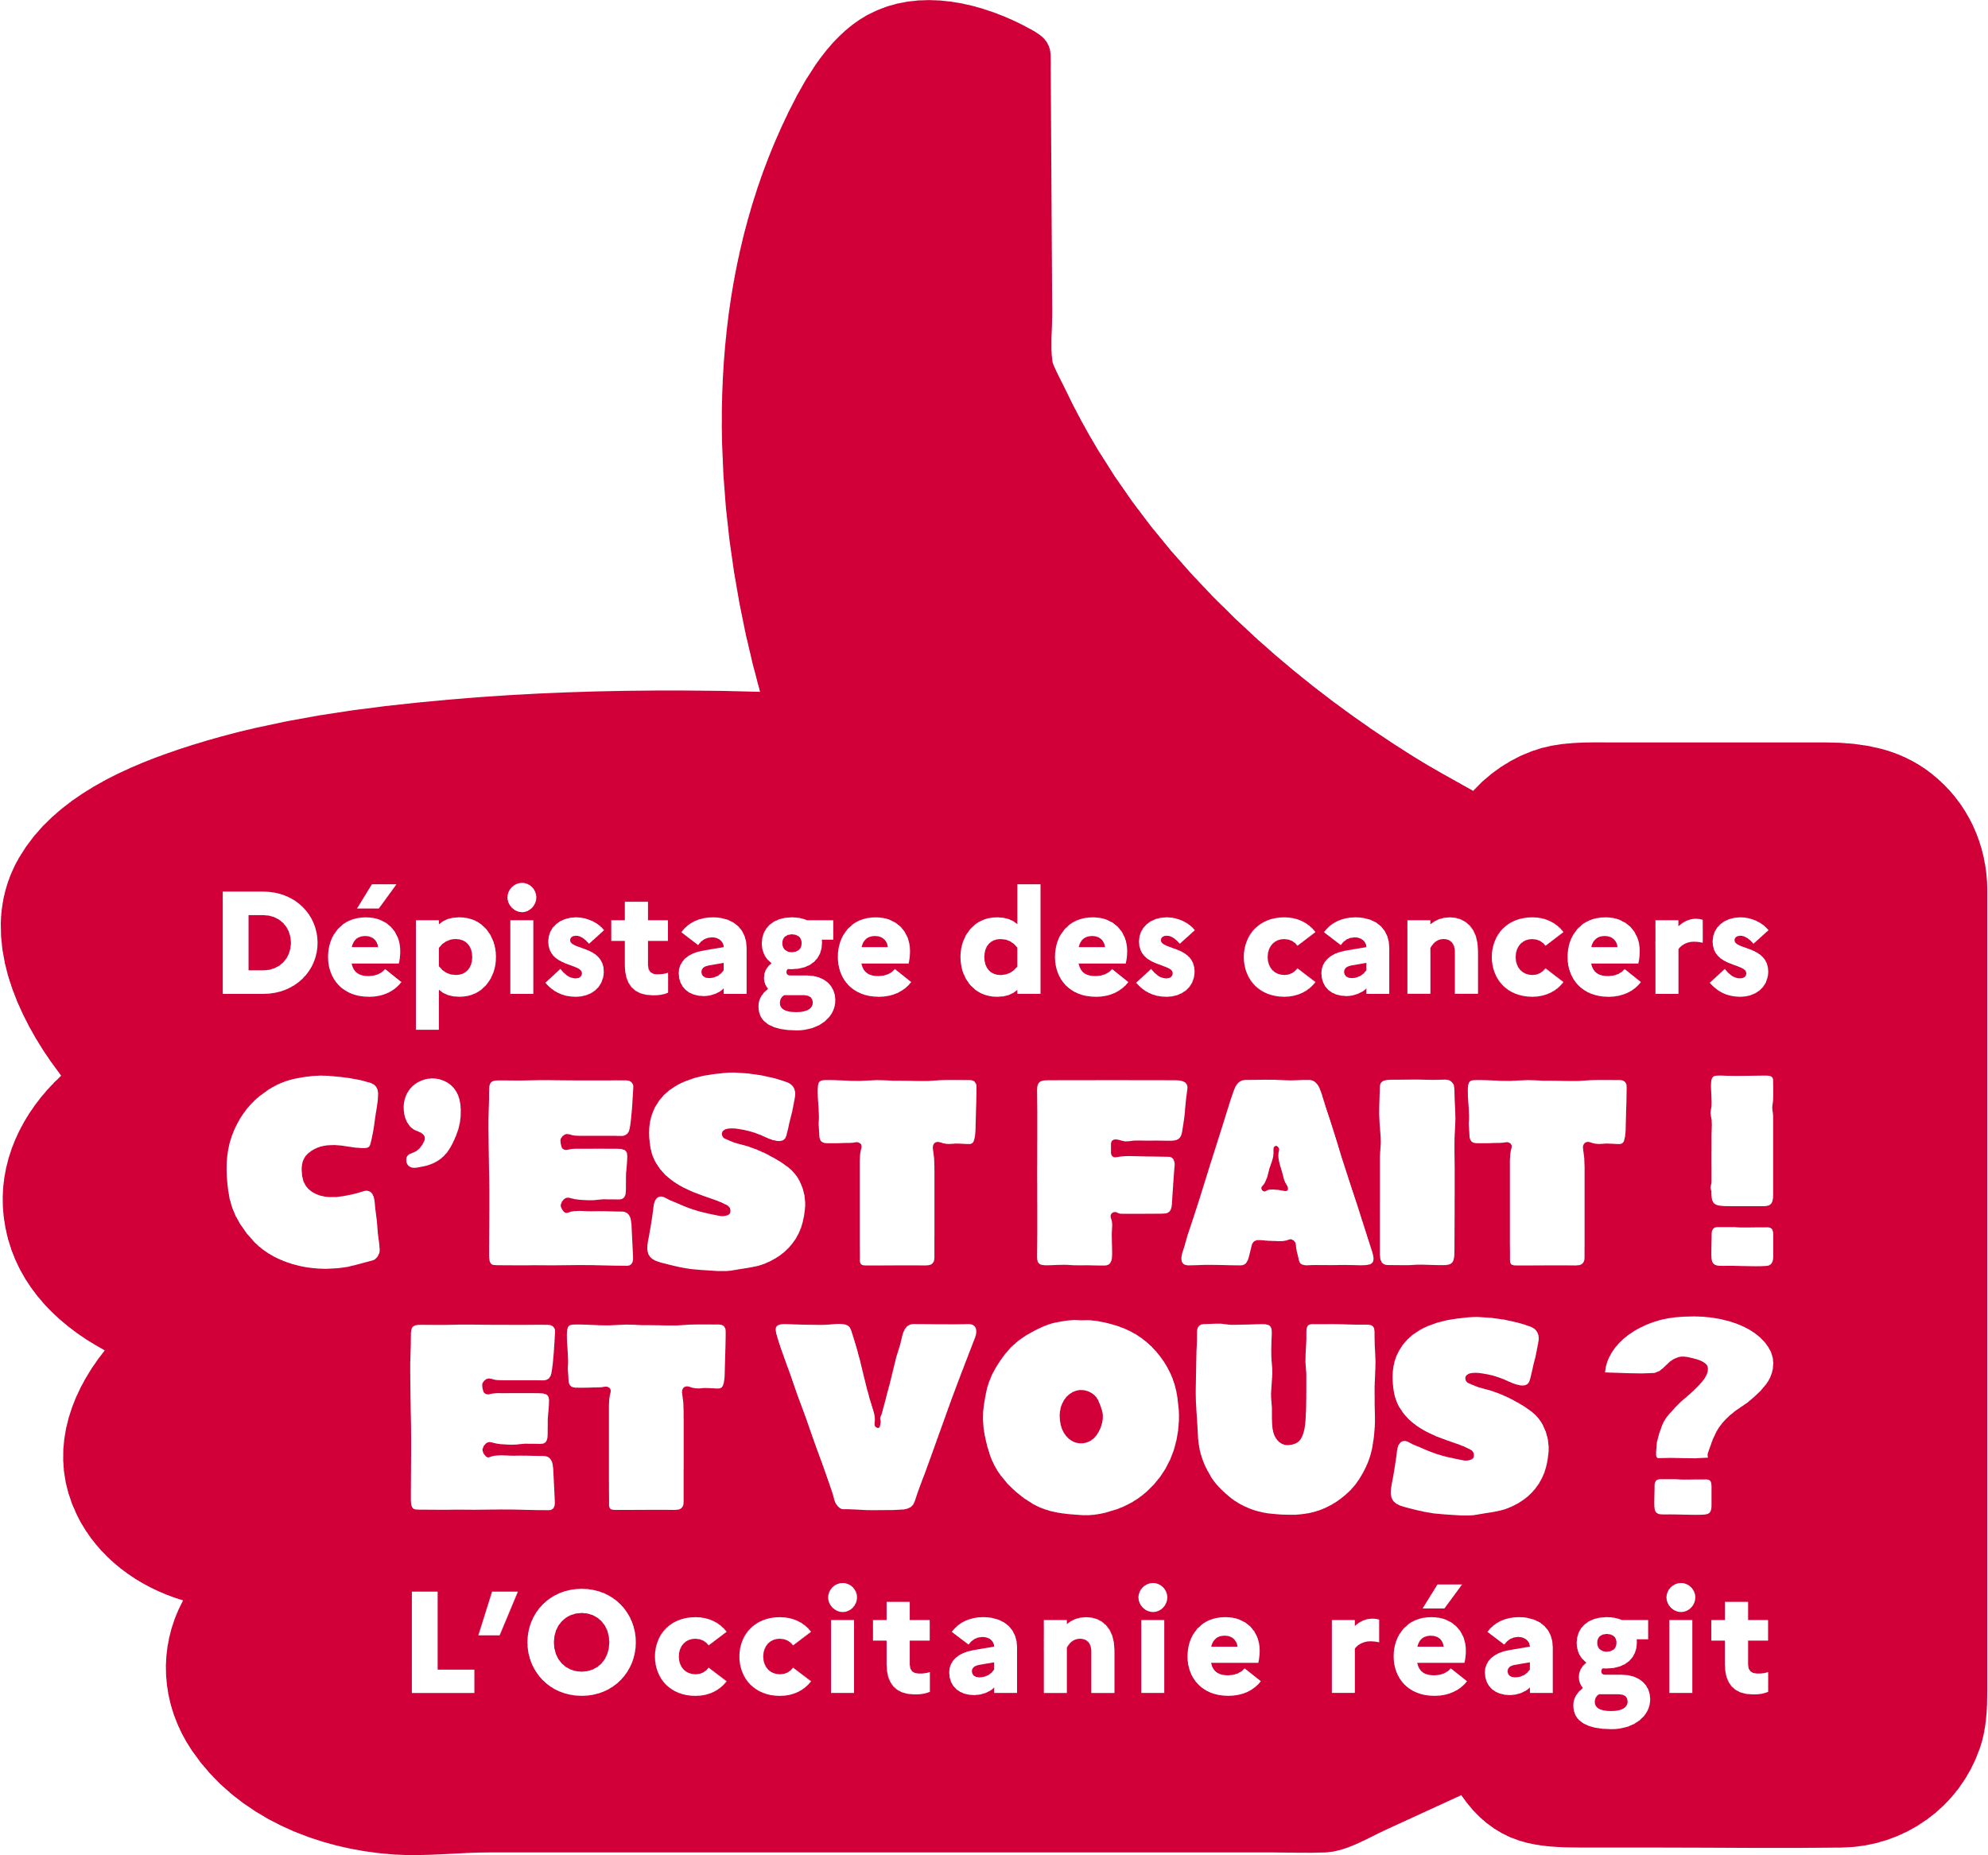 Dépistage des cancers
C’EST FAIT !
ET VOUS ?
L’Occitanie réagit